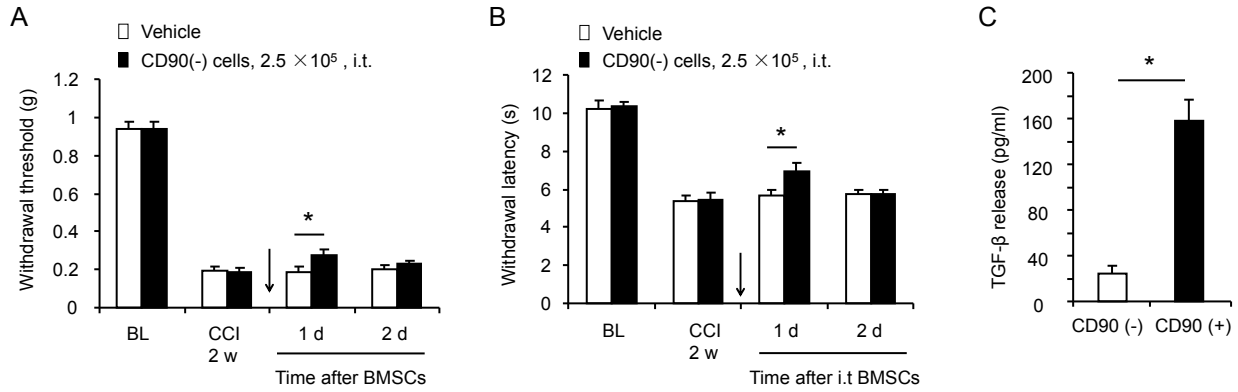 A
Vehicle
CD90(-) cells, 2.5 ×10⁵ , i.t.
Withdrawal threshold (g)
1.2
1
0.8
0.6
0.4
0.2
0
*
BL
CCI
2 w
1 d
2 d
Time after BMSCs
B
Vehicle
CD90(-) cells, 2.5 ×10⁵ , i.t.
Withdrawal latency (s)
12
10
8
6
4
2
0
*
BL
CCI
2 w
1 d
2 d
Time after i.t BMSCs
C
TGF-β release (pg/ml)
200
160
120
80
40
00
*
CD90 (-)
CD90 (+)